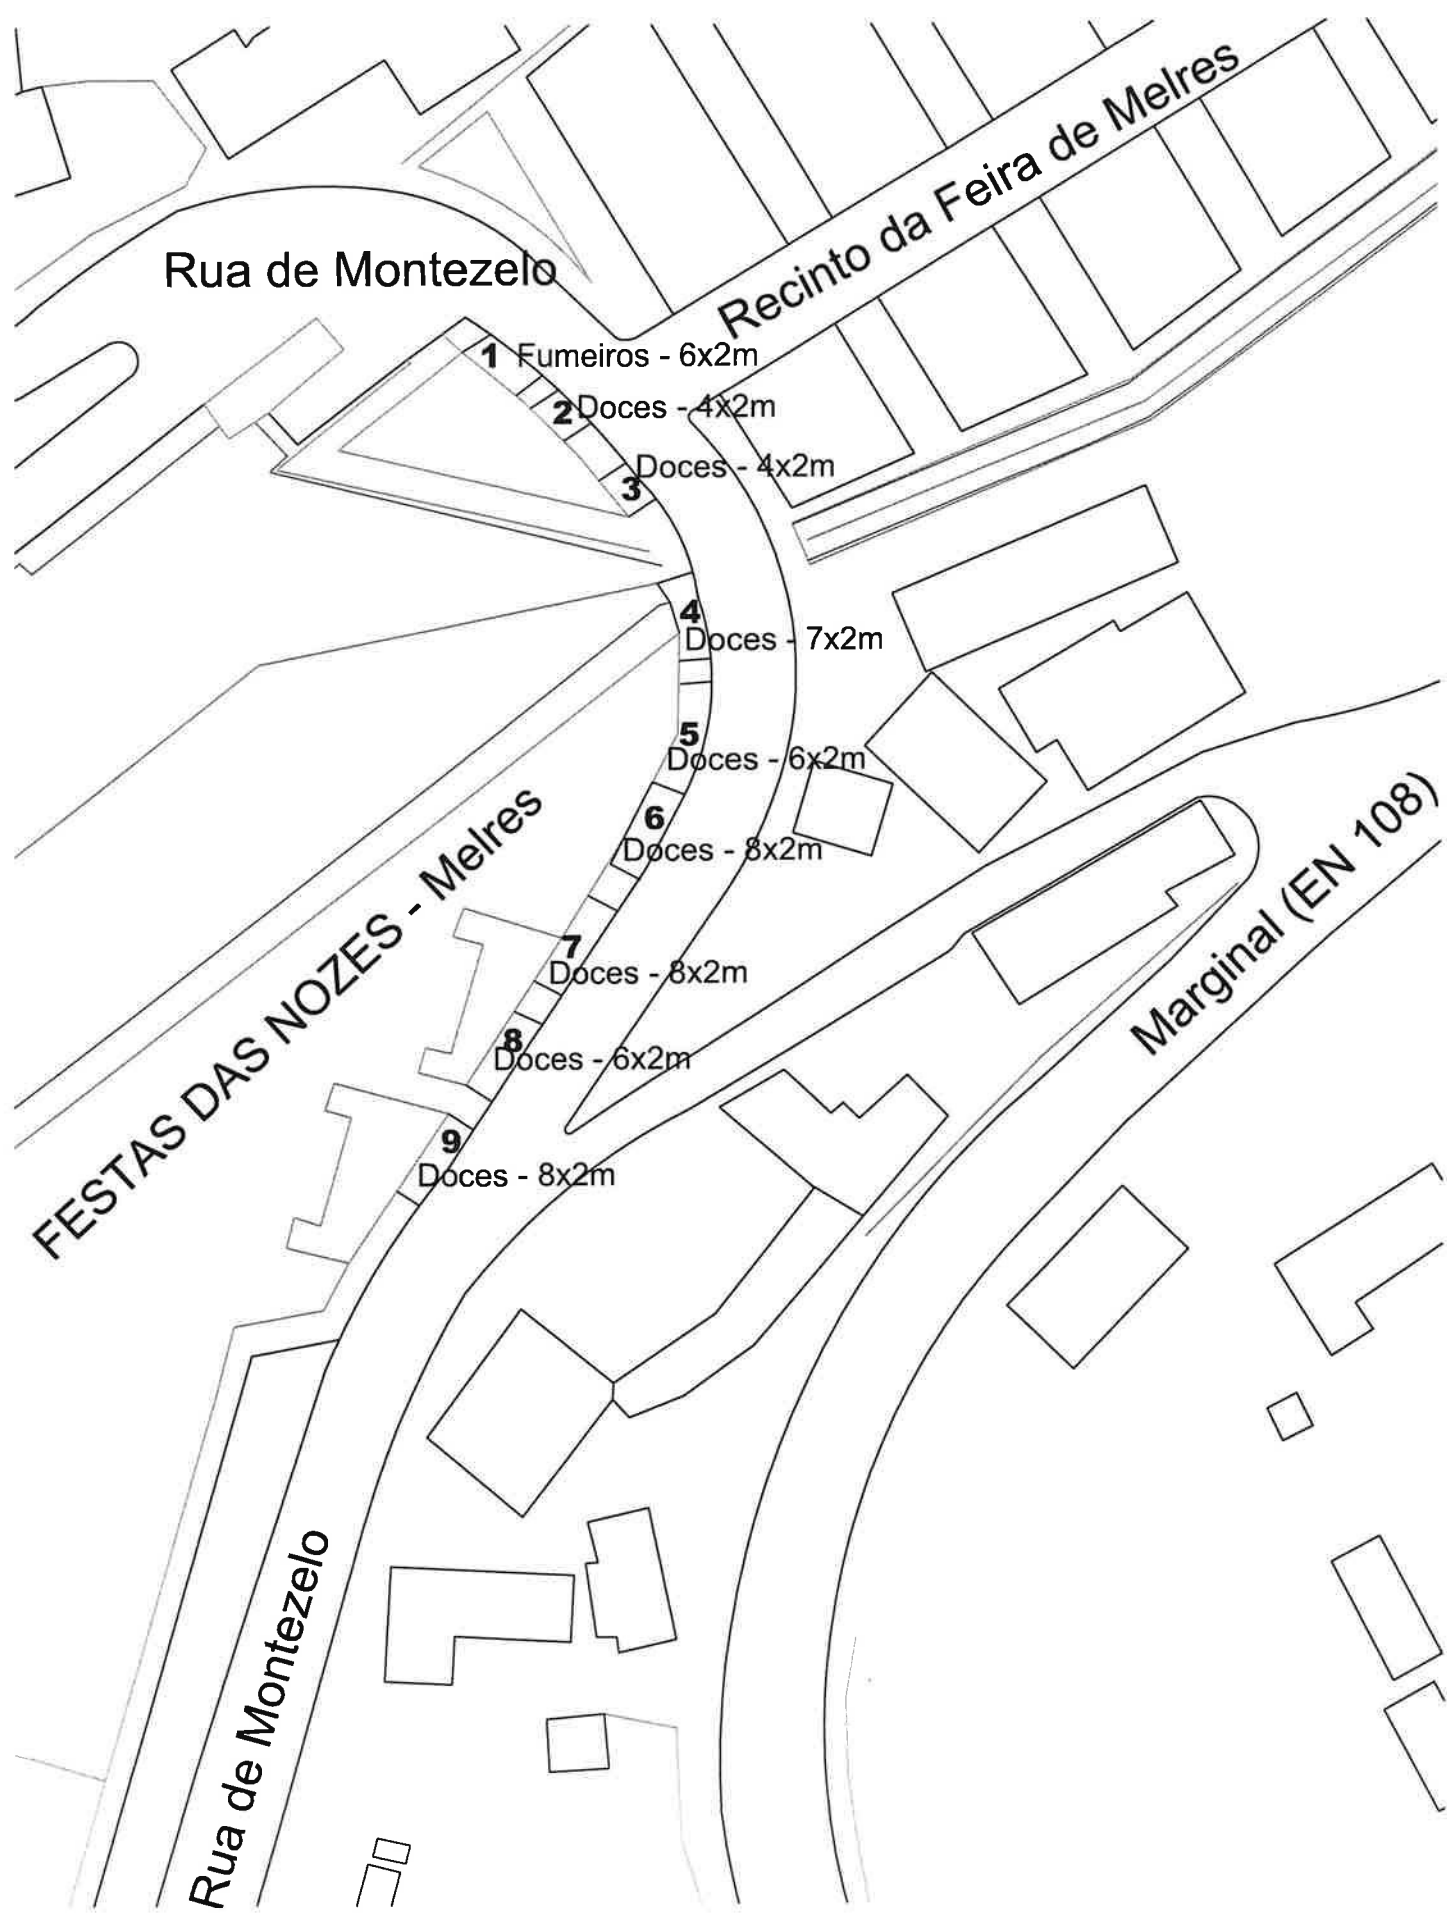 Recinto da Feira de Melres
Rua de Montezelo
1 Fumeiros - 6x2m
2 Doces - 4x2m
Doces - 4x2m
3
4
Doces - 7x2m
5
Doces - 6x2m
6
Doces - 8x2m
FESTAS DAS NOZES - Melres
Marginal (EN 108)
7
Doces - 8x2m
8
Doces - 6x2m
9
Doces - 8x2m
Rua de Montezelo